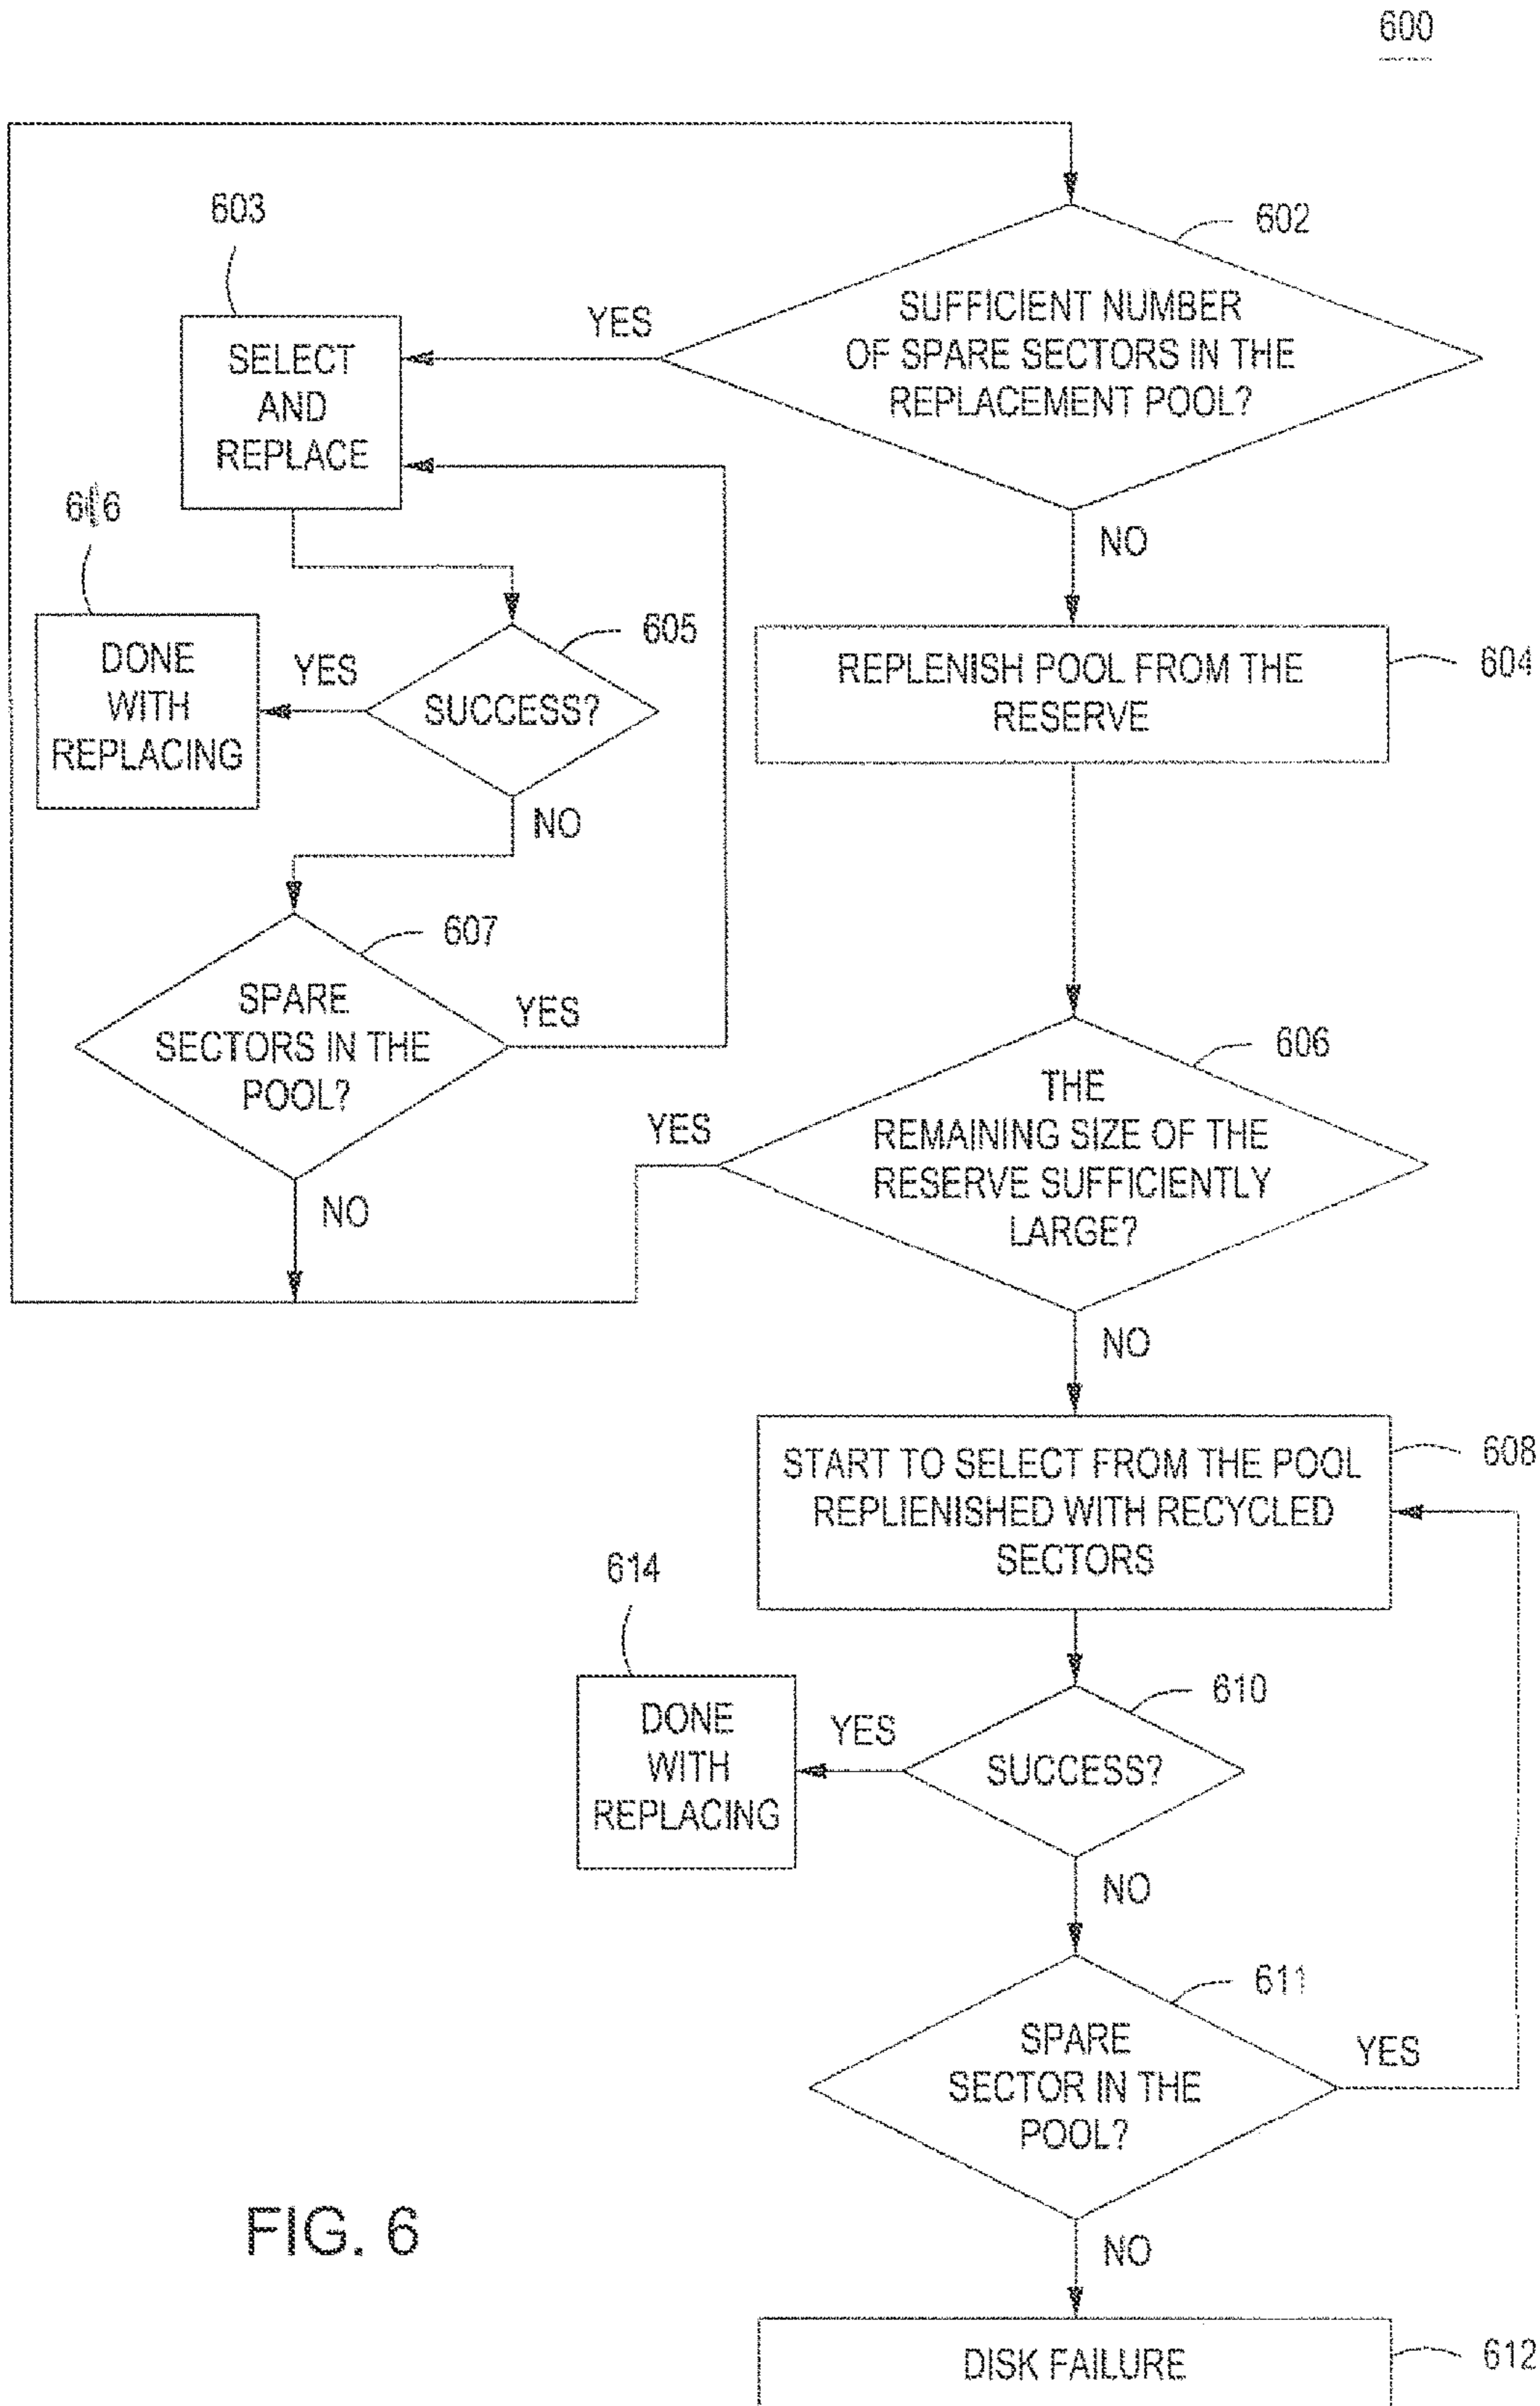 600
603
602
YES
SUFFICIENT NUMBER
OF SPARE SECTORS IN THE
REPLACEMENT POOL?
SELECT
AND
REPLACE
NO
605
DONE
WITH
REPLACING
YES
SUCCESS?
REPLENISH POOL FROM THE
RESERVE
604
NO
607
SPARE
SECTORS IN THE
POOL?
YES
606
THE
REMAINING SIZE OF THE
RESERVE SUFFICIENTLY
LARGE?
YES
NO
NO
START TO SELECT FROM THE POOL
REPLIENISHED WITH RECYCLED
SECTORS
608
614
DONE
WITH
REPLACING
YES
610
SUCCESS?
NO
611
SPARE
SECTOR IN THE
POOL?
YES
NO
FIG. 6
DISK FAILURE
612